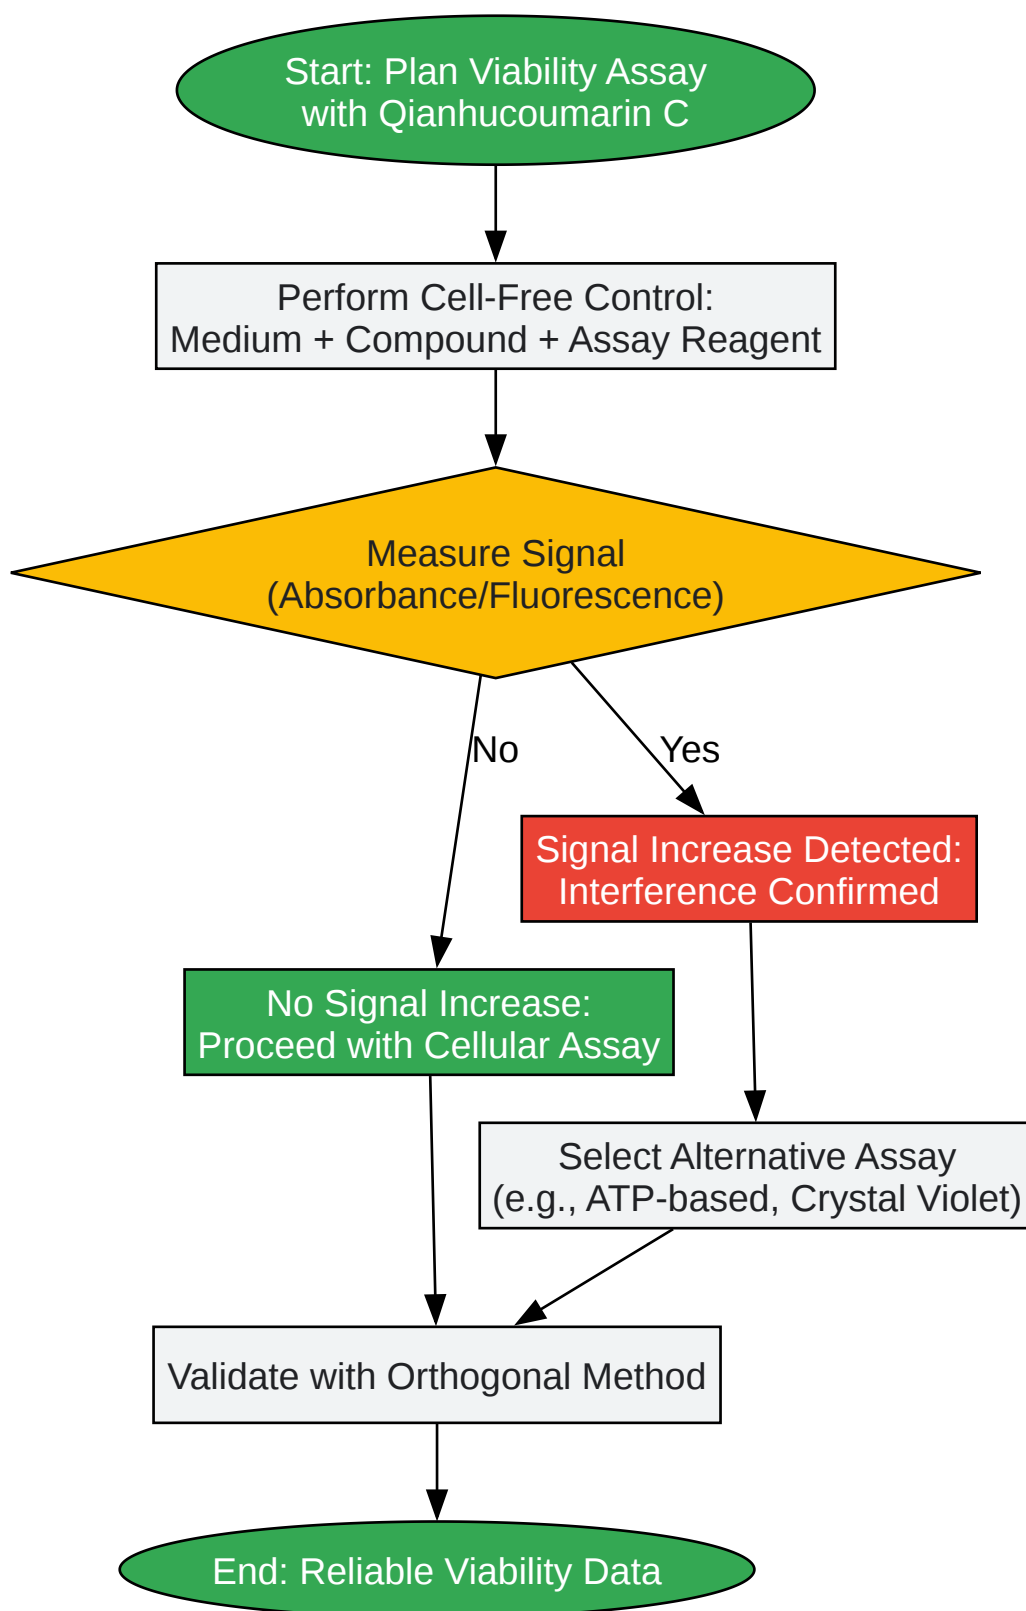 Start: Plan Viability Assay
with Qianhucoumarin C
Perform Cell-Free Control:
Medium + Compound + Assay Reagent
Measure Signal
(Absorbance/Fluorescence)
No
Yes
Signal Increase Detected:
Interference Confirmed
No Signal Increase:
Proceed with Cellular Assay
Select Alternative Assay
(e.g., ATP-based, Crystal Violet)
Validate with Orthogonal Method
End: Reliable Viability Data